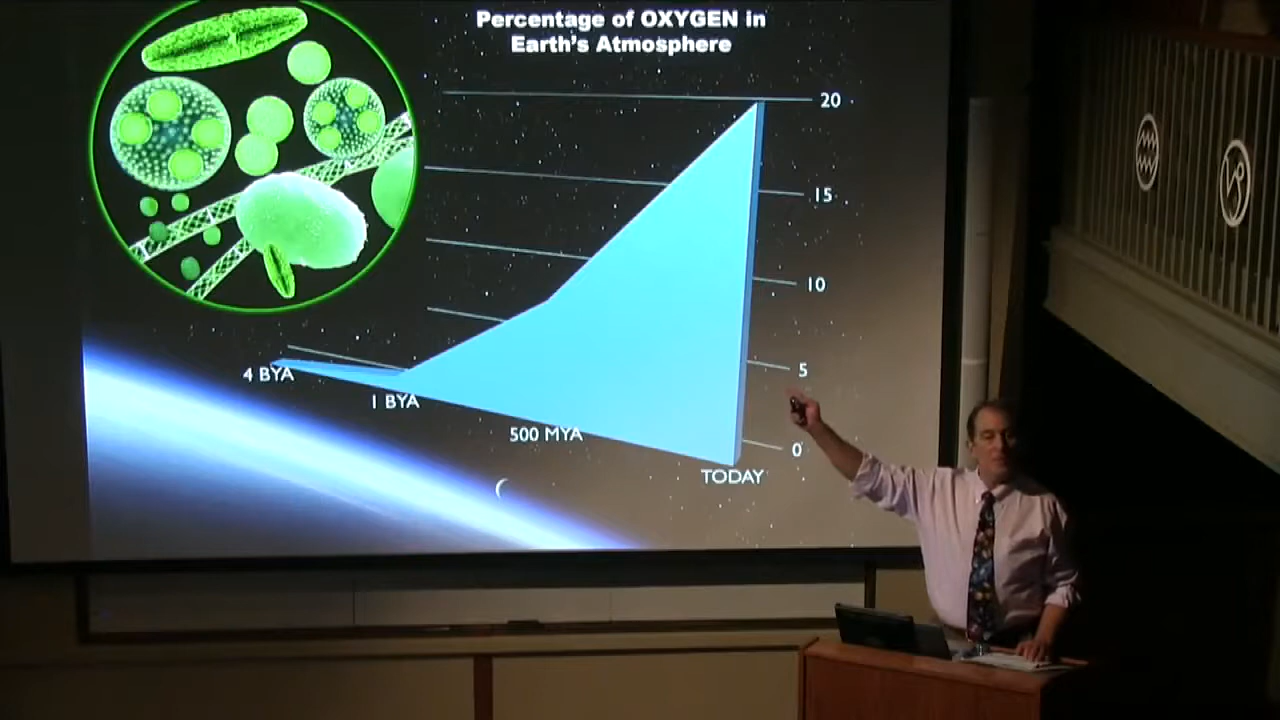 Percentage of OXYGEN in
Earth's Atmosphere
20
15
10
5
0
4 BYA
1 BYA
500 MYA
TODAY